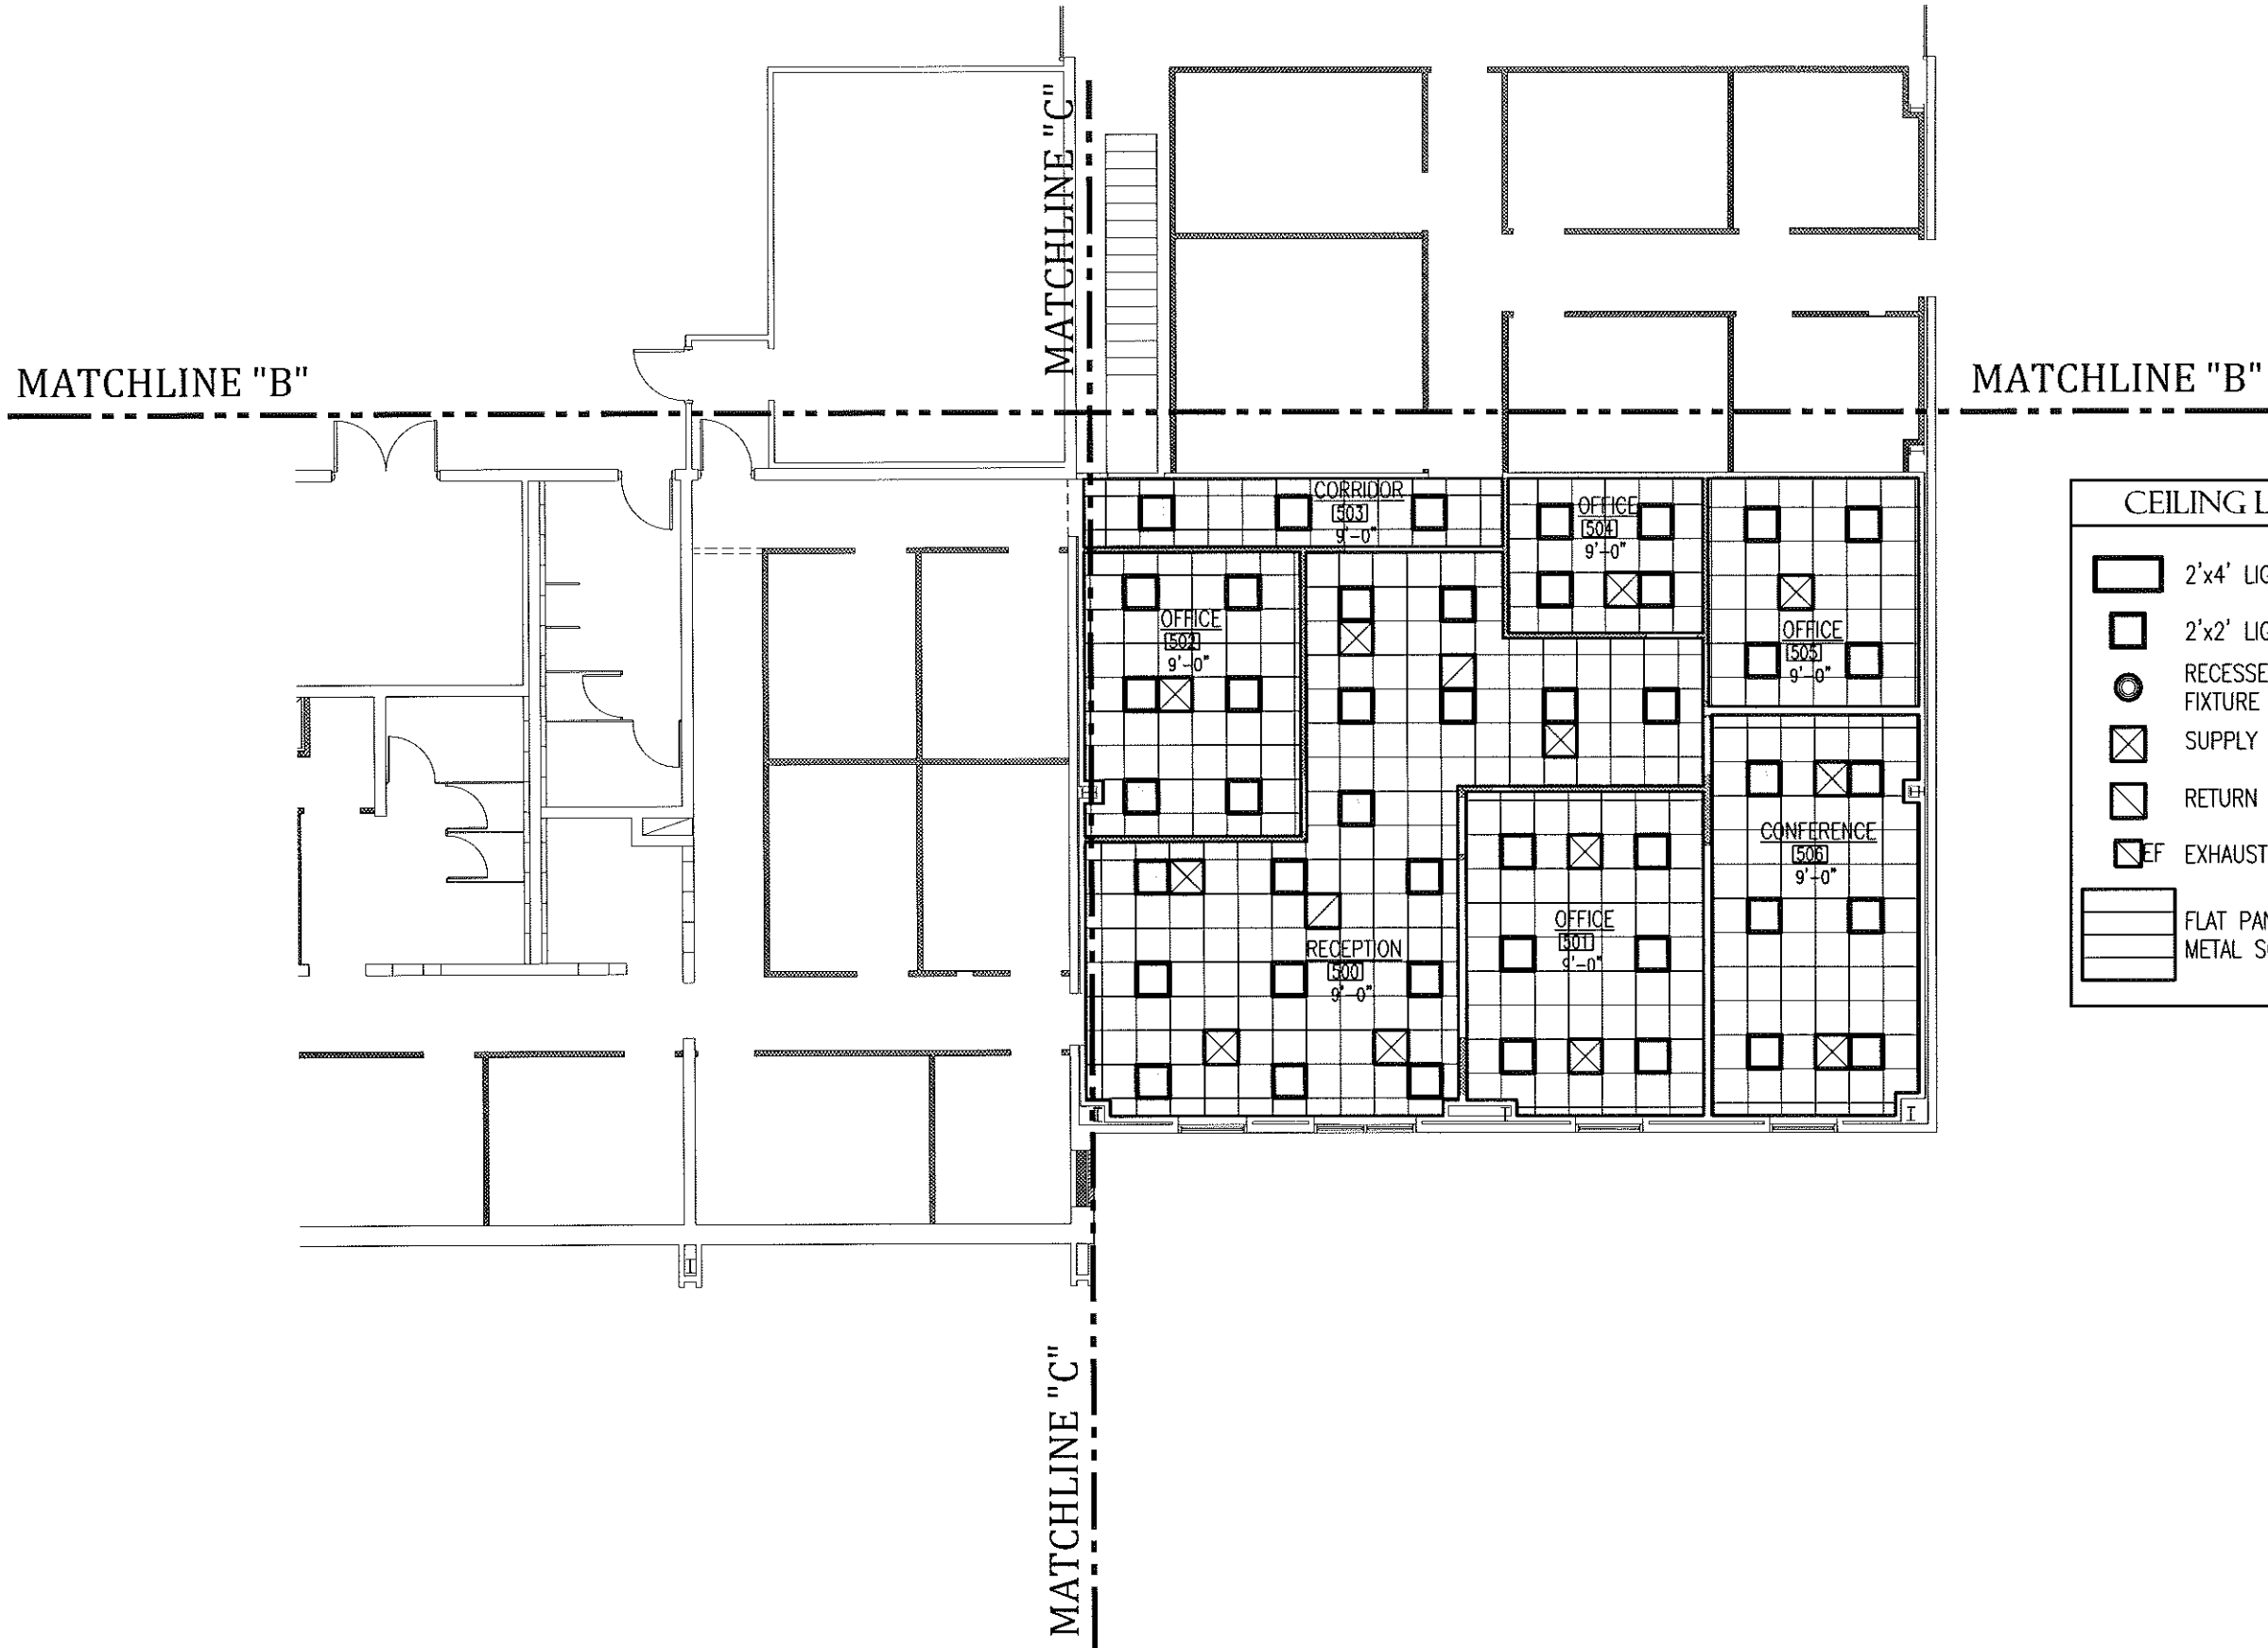 MATCHLINE "C"
MATCHLINE "B"
MATCHLINE "B"
CORRIDOR
503
9'-0"
OFFICE
504
9'-0"
OFFICE
502
9'-0"
OFFICE
505
9'-0"
CONFERENCE
506
9'-0"
OFFICE
501
9'-0"
RECEPTION
500
9'-0"
CEILING L
2'x4' LIG
2'x2' LIG
RECESSE
FIXTURE
SUPPLY
RETURN
EF EXHAUST
FLAT PAN
METAL S
MATCHLINE "C"